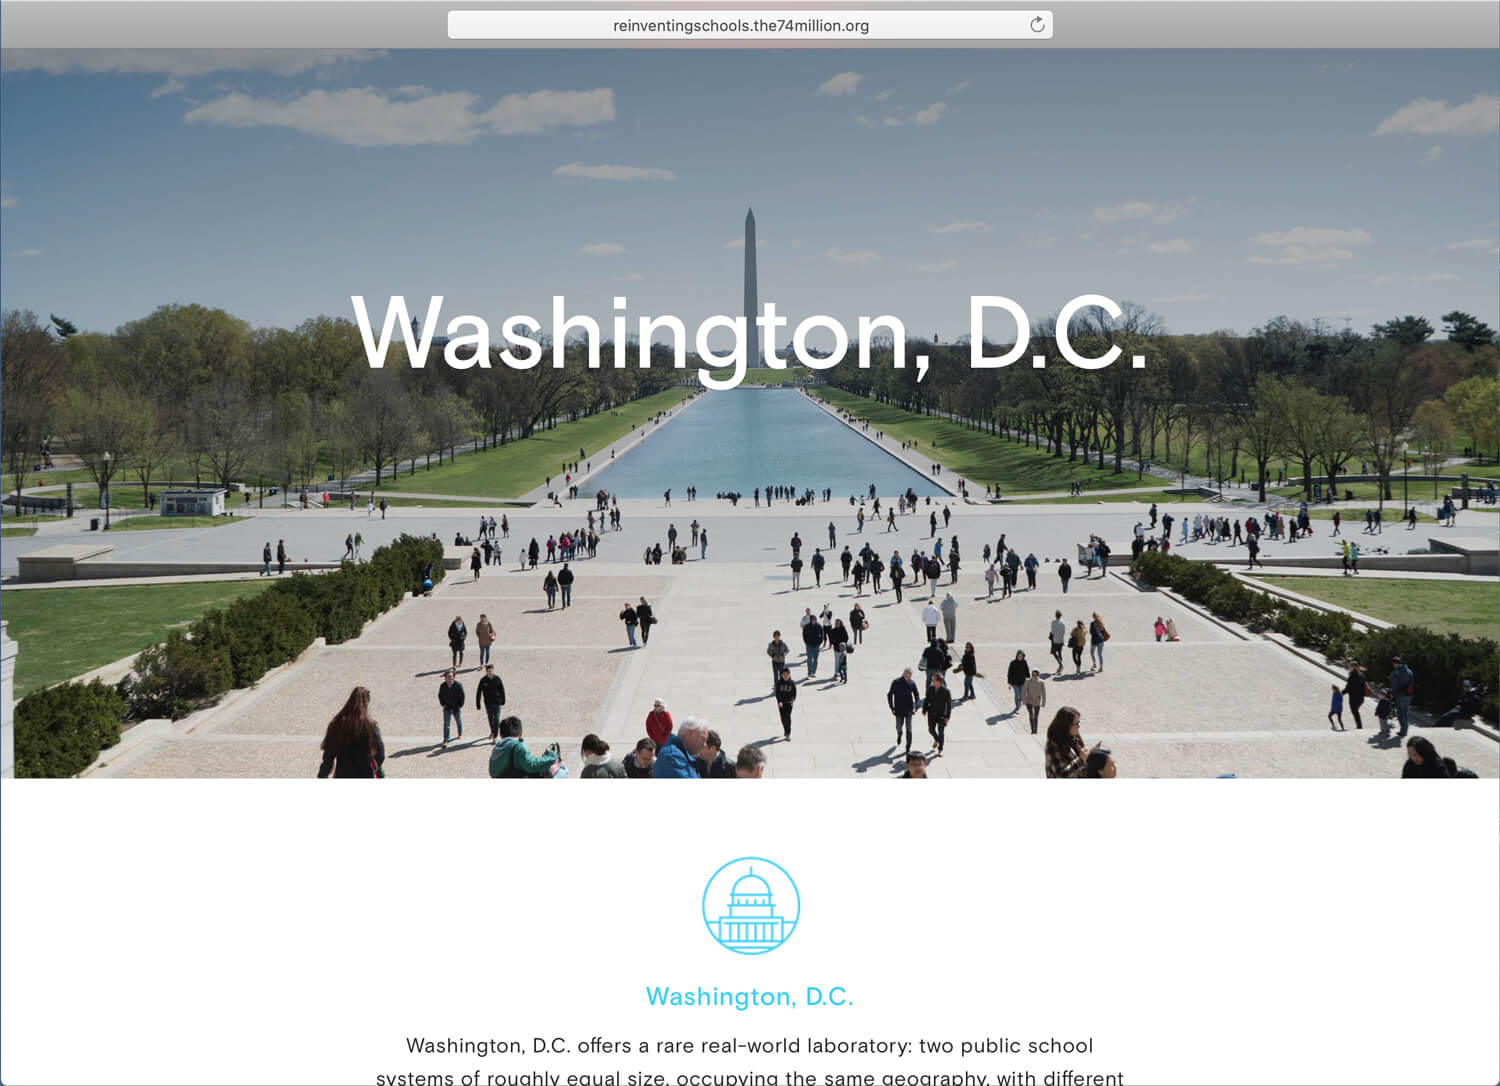 reinventingschools.the74million.org
Washington, D.C.
Washington, D.C.
Washington, D.C. offers a rare real-world laboratory: two public school
systems of roughly equal size, occupying the same geography, with different